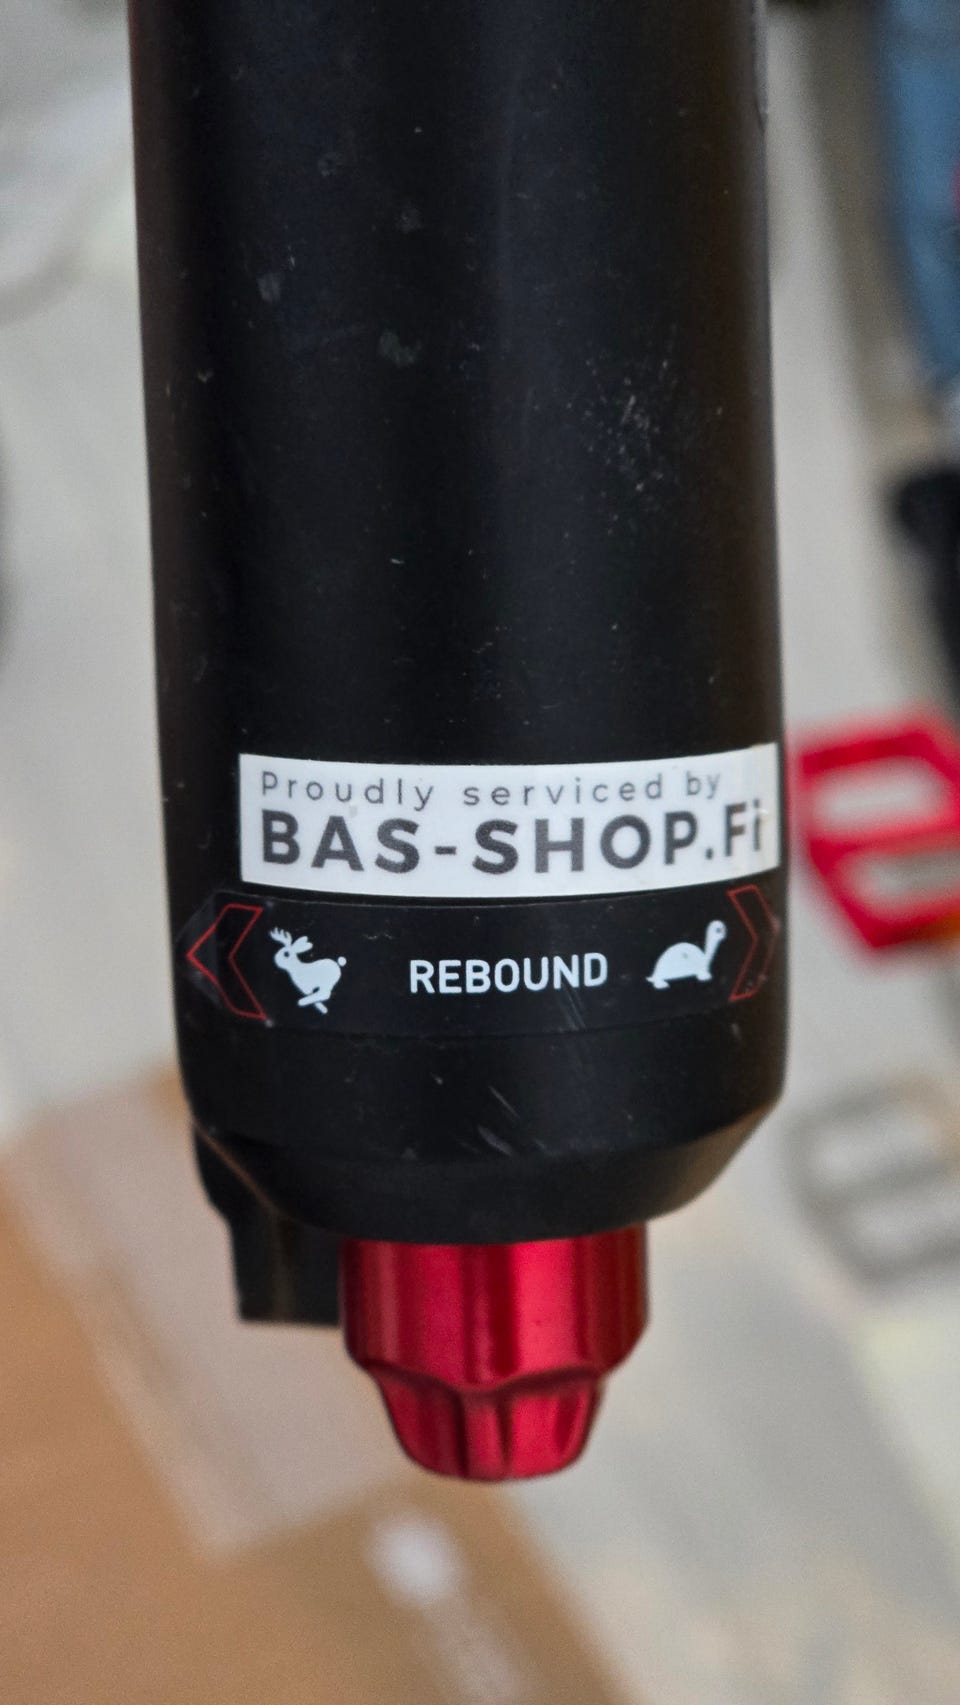 Proudly serviced by
BAS-SHOP.Fi
REBOUND